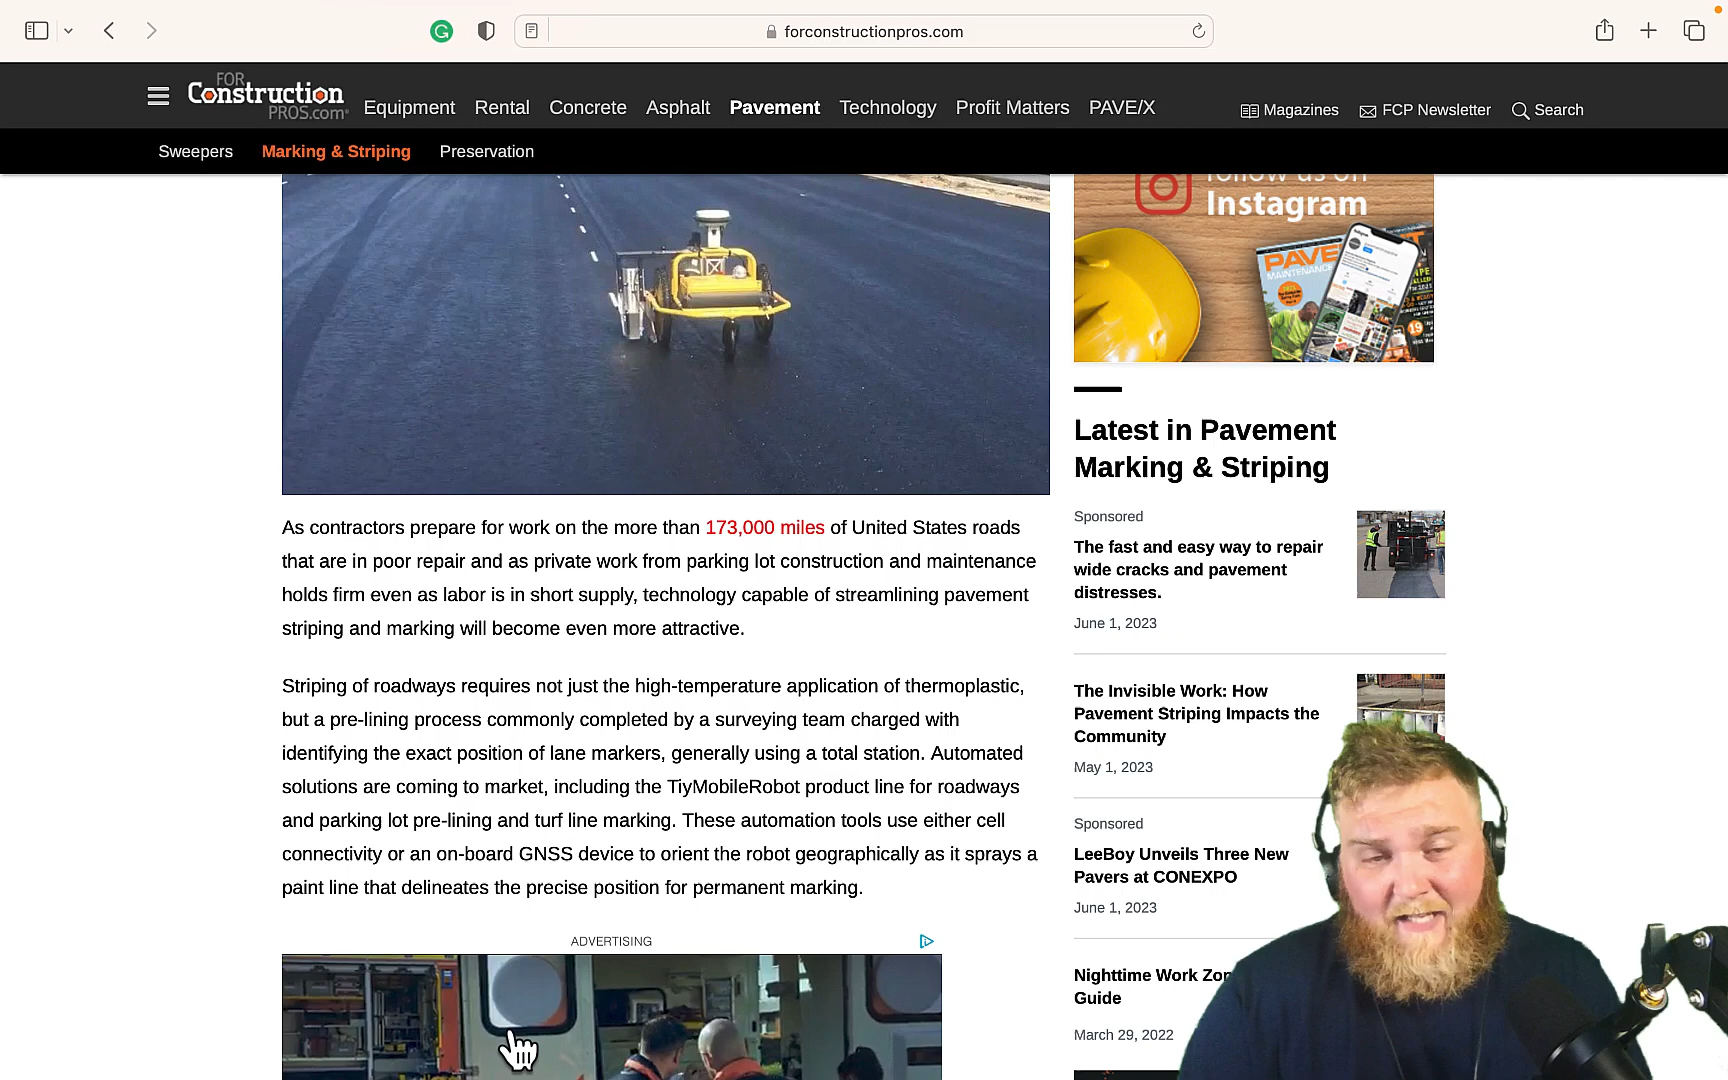 forconstructionpros.com
FOR
Construction
PROS.com
Equipment Rental Concrete Asphalt Pavement Technology Profit Matters PAVE/X
Magazines FCP Newsletter Search
Sweepers Marking & Striping Preservation
follow us on
Instagram
PAVE
MAINTENANCE
As contractors prepare for work on the more than 173,000 miles of United States roads
that are in poor repair and as private work from parking lot construction and maintenance
holds firm even as labor is in short supply, technology capable of streamlining pavement
striping and marking will become even more attractive.
Striping of roadways requires not just the high-temperature application of thermoplastic,
but a pre-lining process commonly completed by a surveying team charged with
identifying the exact position of lane markers, generally using a total station. Automated
solutions are coming to market, including the TiyMobileRobot product line for roadways
and parking lot pre-lining and turf line marking. These automation tools use either cell
connectivity or an on-board GNSS device to orient the robot geographically as it sprays a
paint line that delineates the precise position for permanent marking.
ADVERTISING
Latest in Pavement
Marking & Striping
Sponsored
The fast and easy way to repair
wide cracks and pavement
distresses.
June 1, 2023
The Invisible Work: How
Pavement Striping Impacts the
Community
May 1, 2023
Sponsored
LeeBoy Unveils Three New
Pavers at CONEXPO
June 1, 2023
Nighttime Work Zon
Guide
March 29, 2022